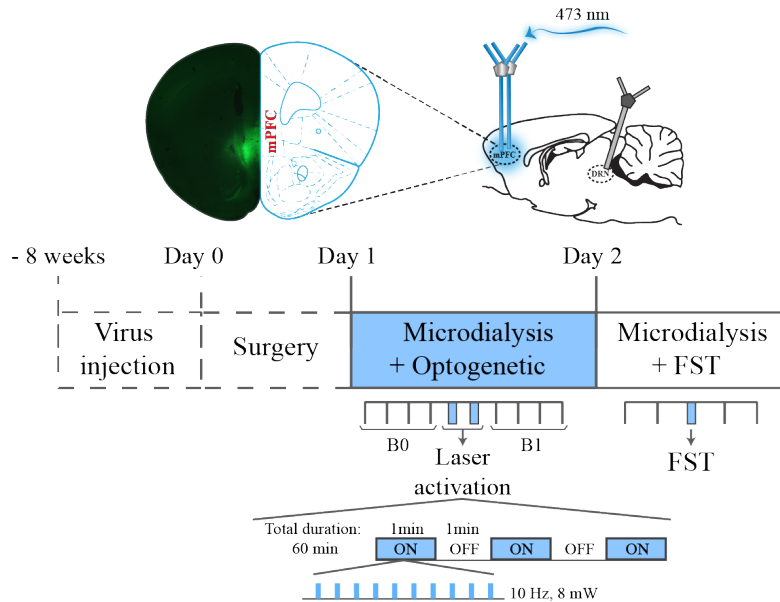 473 nm
mPFC
mPFC
DRN
- 8 weeks
Day 0
Day 1
Day 2
Virus
injection
Surgery
Microdialysis
+ Optogenetic
Microdialysis
+ FST
B0
B1
Laser
activation
FST
Total duration:
60 min
1min
1min
ON
OFF
ON
OFF
ON
10 Hz, 8 mW